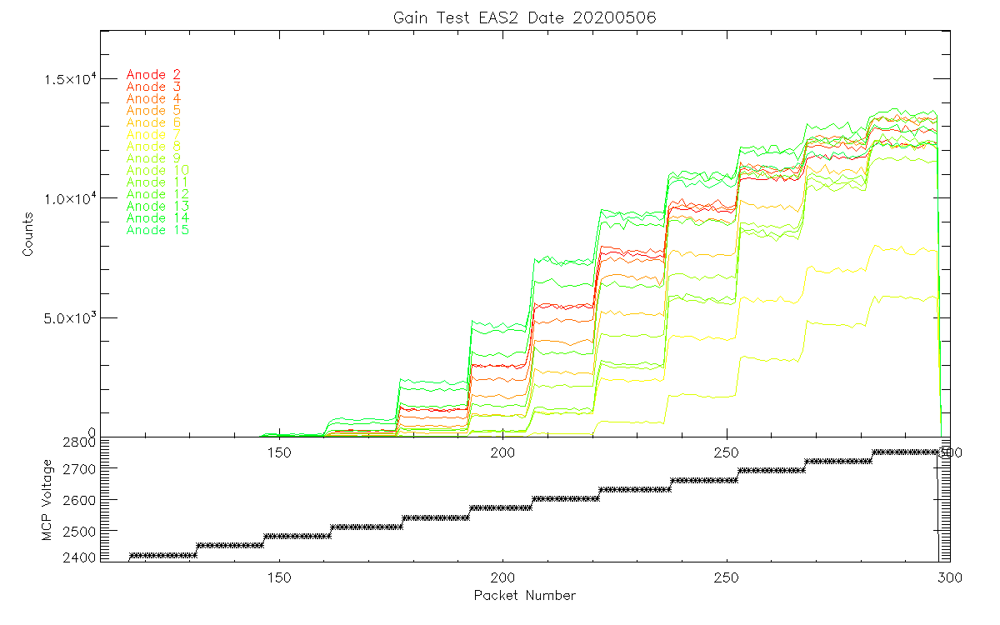 Gain Test EAS2 Date 20200506
1.5×10⁴
Anode 2
Anode 3
Anode 4
Anode 5
Anode 6
Anode 7
Anode 8
Anode 9
Anode 10
Anode 11
Anode 12
Anode 13
Anode 14
Anode 15
1.0×10⁴
Counts
5.0×10³
0
150 200 250 300
2800
2700
2600
2500
2400
MCP Voltage
150 200 250 300
Packet Number